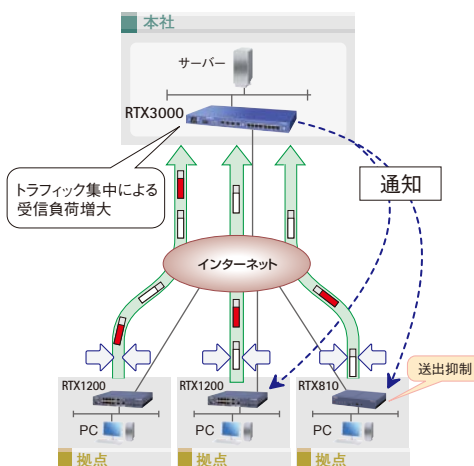 本社
サーバー
RTX3000
トラフィック集中による
受信負荷増大
通知
インターネット
RTX1200
RTX1200
RTX810
送出抑制
PC
PC
PC
拠点
拠点
拠点